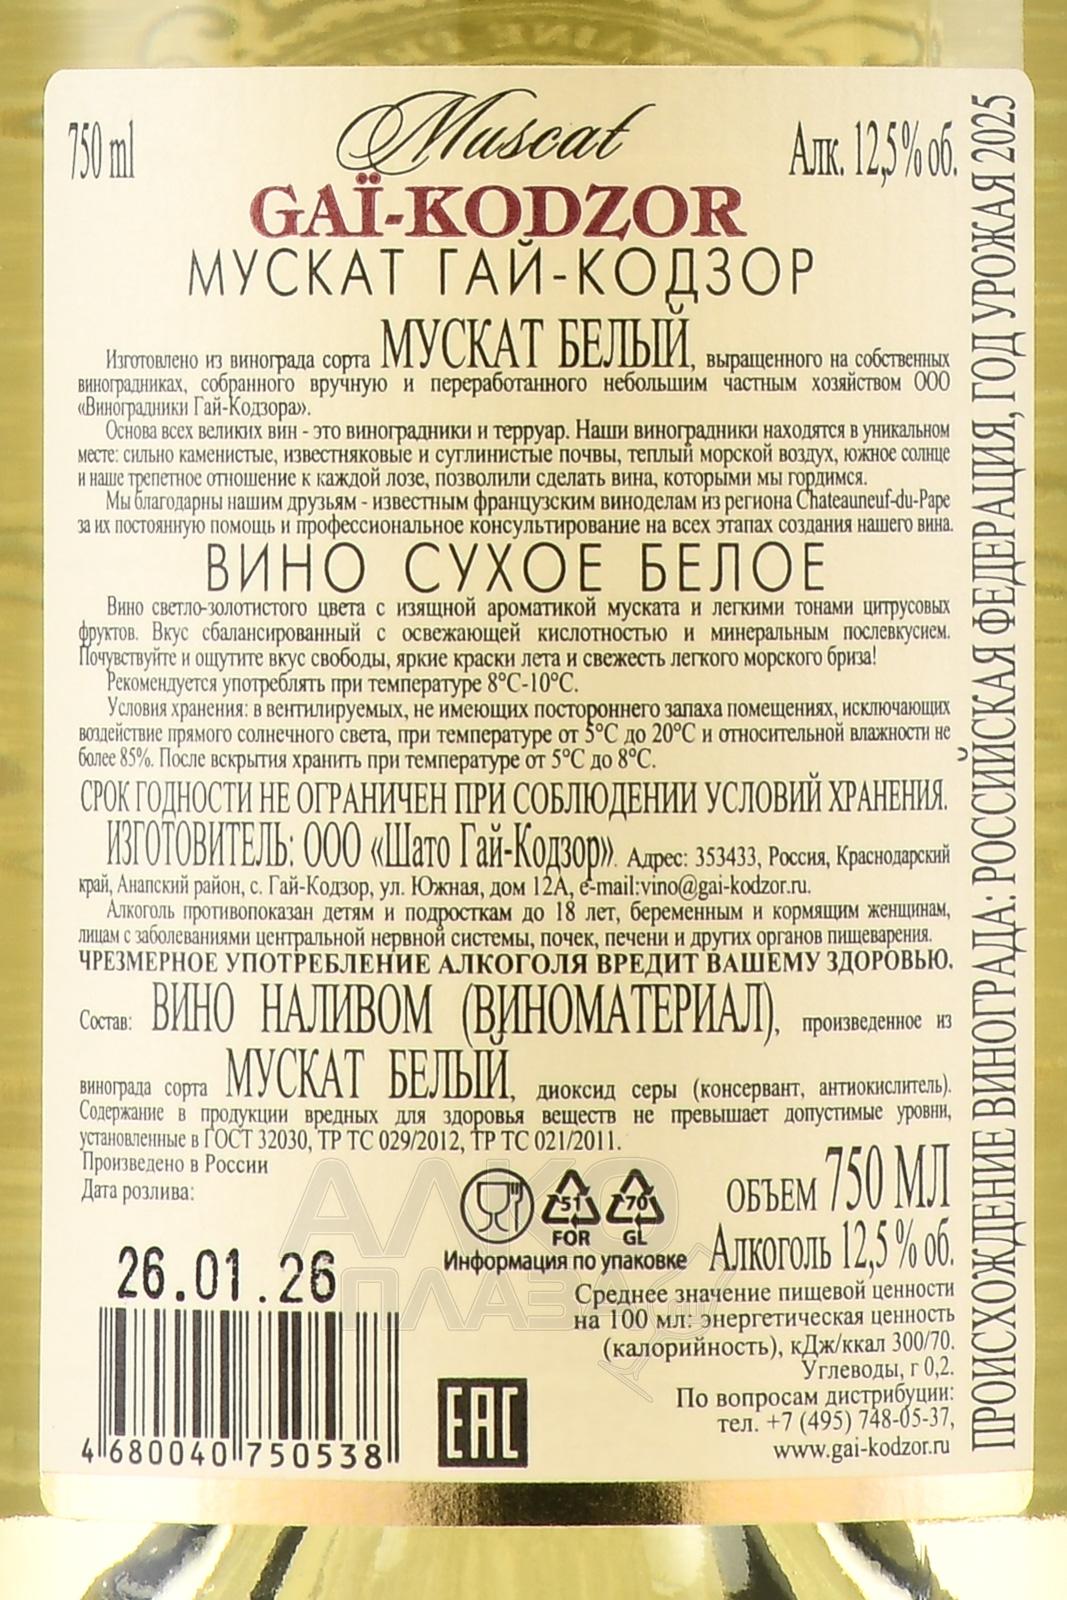 750 ml
Muscat
Алк. 12,5% об.
GAÏ-KODZOR
МУСКАТ ГАЙ-КОДЗОР
Изготовлено из винограда сорта МУСКАТ БЕЛЫЙ, выращенного на собственных
виноградниках, собранного вручную и переработанного небольшим частным хозяйством ООО
«Виноградники Гай-Кодзора».
Основа всех великих вин - это виноградники и терруар. Наши виноградники находятся в уникальном
месте: сильно каменистые, известняковые и суглинистые почвы, теплый морской воздух, южное солнце
и наше трепетное отношение к каждой лозе, позволили сделать вина, которыми мы гордимся.
Мы благодарны нашим друзьям - известным французским виноделам из региона Chateauneuf-du-Pape
за их постоянную помощь и профессиональное консультирование на всех этапах создания нашего вина.
ВИНО СУХОЕ БЕЛОЕ
Вино светло-золотистого цвета с изящной ароматикой муската и легкими тонами цитрусовых
фруктов. Вкус сбалансированный с освежающей кислотностью и минеральным послевкусием.
Почувствуйте и ощутите вкус свободы, яркие краски лета и свежесть легкого морского бриза!
Рекомендуется употреблять при температуре 8°С-10°С.
Условия хранения: в вентилируемых, не имеющих постороннего запаха помещениях, исключающих
воздействие прямого солнечного света, при температуре от 5°С до 20°С и относительной влажности не
более 85%. После вскрытия хранить при температуре от 5°С до 8°С.
СРОК ГОДНОСТИ НЕ ОГРАНИЧЕН ПРИ СОБЛЮДЕНИИ УСЛОВИЙ ХРАНЕНИЯ.
ИЗГОТОВИТЕЛЬ: ООО «Шато Гай-Кодзор». Адрес: 353433, Россия, Краснодарский
край, Анапский район, с. Гай-Кодзор, ул. Южная, дом 12А, e-mail:vino@gai-kodzor.ru.
Алкоголь противопоказан детям и подросткам до 18 лет, беременным и кормящим женщинам,
лицам с заболеваниями центральной нервной системы, почек, печени и других органов пищеварения.
ЧРЕЗМЕРНОЕ УПОТРЕБЛЕНИЕ АЛКОГОЛЯ ВРЕДИТ ВАШЕМУ ЗДОРОВЬЮ.
Состав: ВИНО НАЛИВОМ (ВИНОМАТЕРИАЛ), произведенное из
винограда сорта МУСКАТ БЕЛЫЙ, диоксид серы (консервант, антиокислитель).
Содержание в продукции вредных для здоровья веществ не превышает допустимые уровни,
установленные в ГОСТ 32030, ТР ТС 029/2012, ТР ТС 021/2011.
Произведено в России
Дата розлива:
26.01.26
51 70
FOR GL
Информация по упаковке
ОБЪЕМ 750 МЛ
Алкоголь 12,5% об.
Среднее значение пищевой ценности
на 100 мл: энергетическая ценность
(калорийность), кДж/ккал 300/70.
Углеводы, г 0,2.
По вопросам дистрибуции:
тел. +7 (495) 748-05-37,
www.gai-kodzor.ru
EAC
4 680040 750538
ПРОИСХОЖДЕНИЕ ВИНОГРАДА: РОССИЙСКАЯ ФЕДЕРАЦИЯ, ГОД УРОЖАЯ 2025
АЛКО
ПЛАЗА